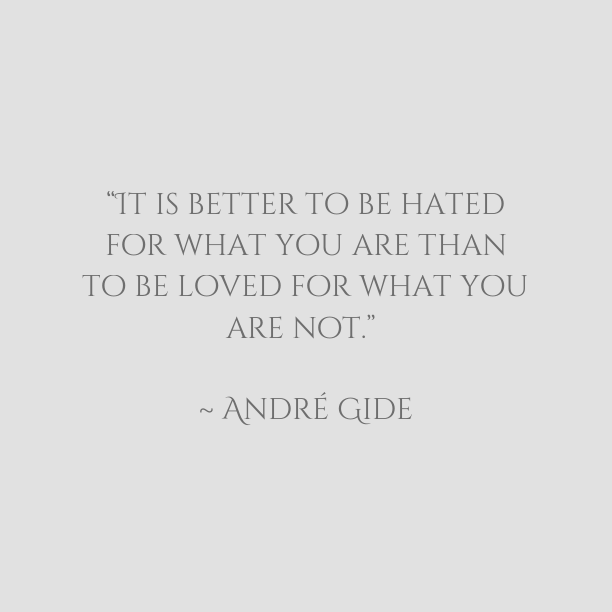 “It is better to be hated
for what you are than
to be loved for what you
are not.”
~ André Gide